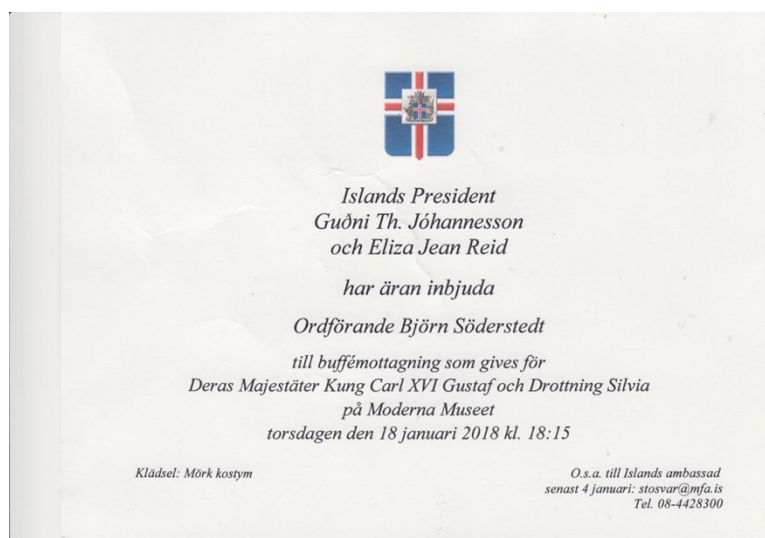 Islands President
Guðni Th. Jóhannesson
och Eliza Jean Reid
har äran inbjuda
Ordförande Björn Söderstedt
till buffémottagning som gives för
Deras Majestäter Kung Carl XVI Gustaf och Drottning Silvia
på Moderna Museet
torsdagen den 18 januari 2018 kl. 18:15
Klädsel: Mörk kostym
O.s.a. till Islands ambassad
senast 4 januari: stosvar@mfa.is
Tel. 08-4428300